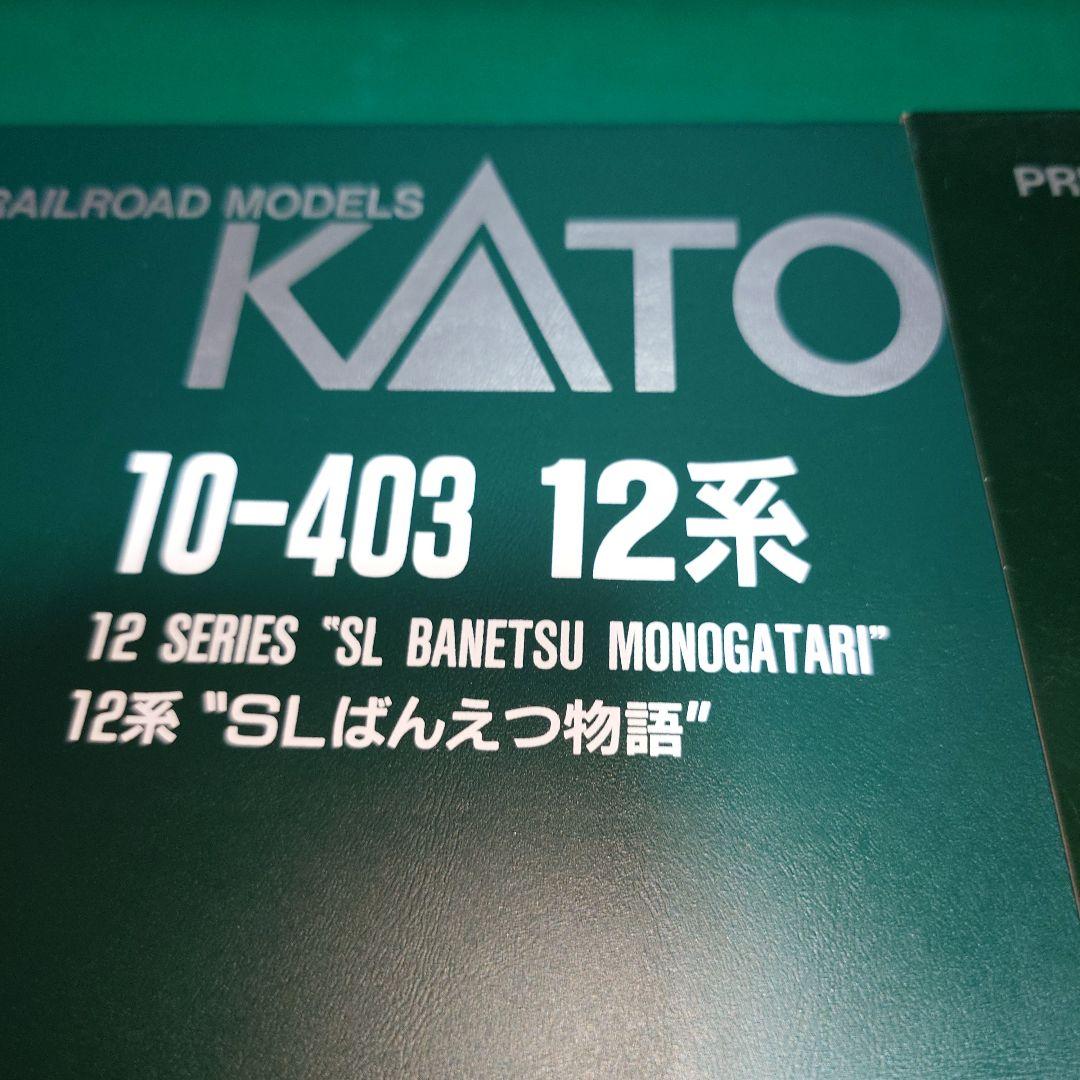 RAILROAD MODELS
KATO
10-403 12系
12 SERIES "SL BANETSU MONOGATARI"
12系 "SLばんえつ物語"